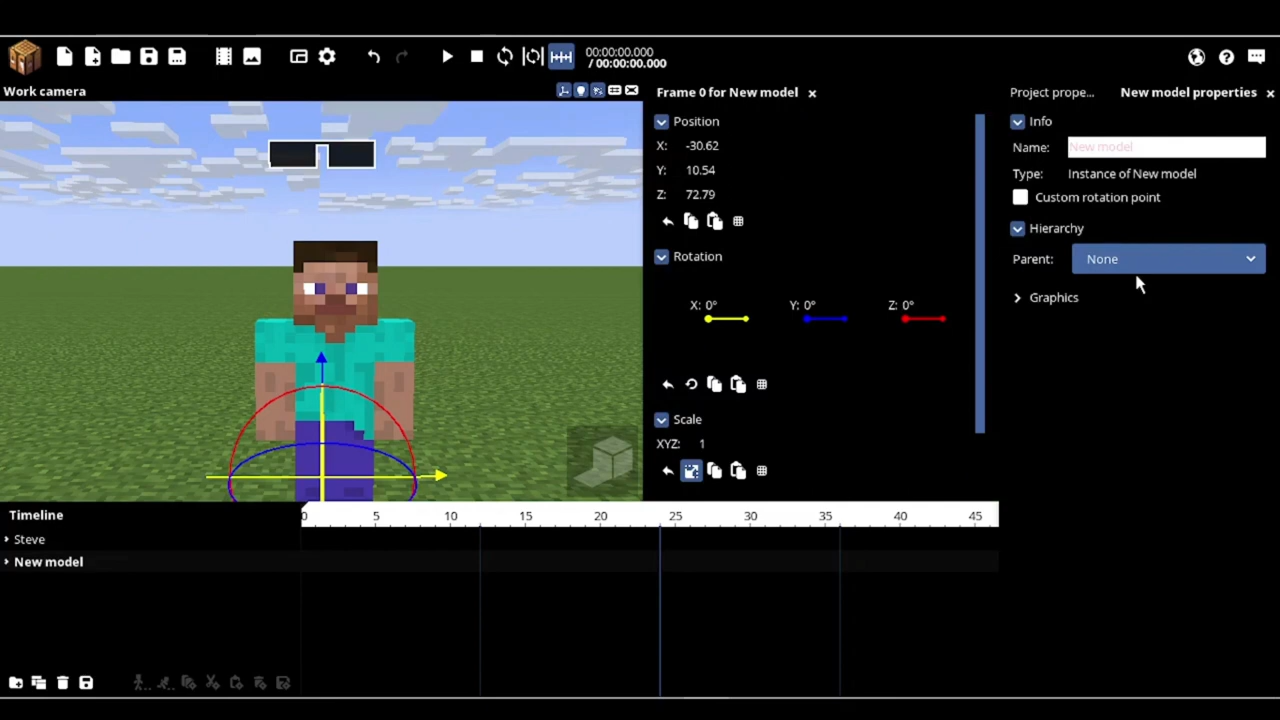 00:00:00.000
/ 00:00:00.000
Work camera
Frame 0 for New model
Project prope...
New model properties
Position
X: -30.62
Y: 10.54
Z: 72.79
Rotation
X: 0°
Y: 0°
Z: 0°
Scale
XYZ: 1
Info
Name: New model
Type: Instance of New model
Custom rotation point
Hierarchy
Parent: None
Graphics
Timeline
0 5 10 15 20 25 30 35 40 45
Steve
New model